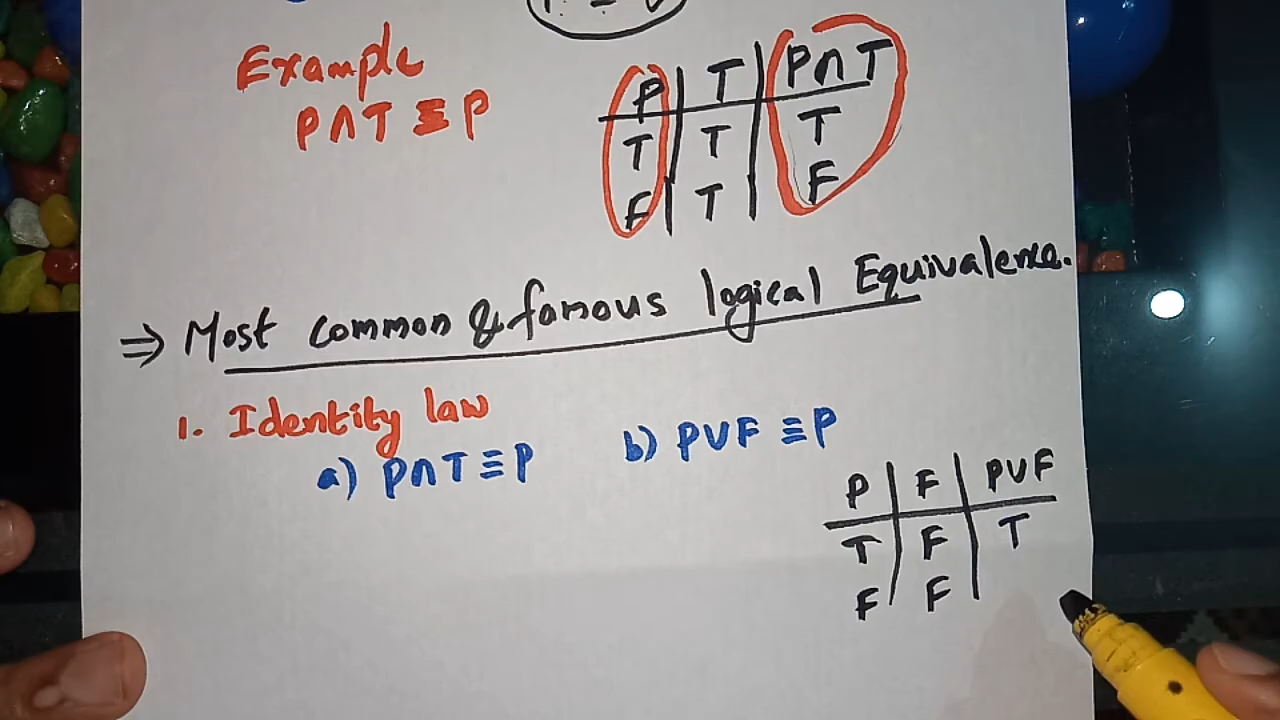 Example
P∩T ≡ P
P | T | P∩T
T | T | T
F | T | F
⇒ Most common & famous logical Equivalence.
1. Identity law
a) P∩T ≡ P b) P∪F ≡ P
P | F | P∪F
T | F | T
F | F